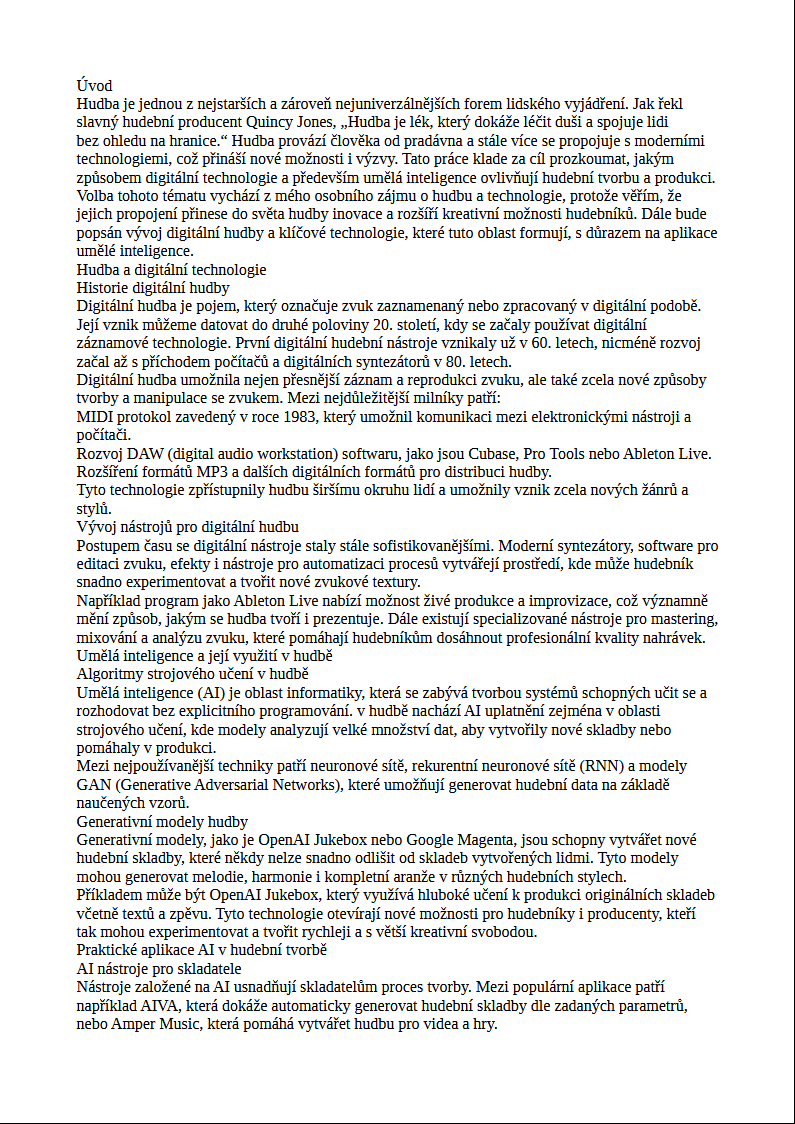 Úvod
Hudba je jednou z nejstarších a zároveň nejuniverzálnějších forem lidského vyjádření. Jak řekl
slavný hudební producent Quincy Jones, „Hudba je lék, který dokáže léčit duši a spojuje lidi
bez ohledu na hranice.“ Hudba provází člověka od pradávna a stále více se propojuje s moderními
technologiemi, což přináší nové možnosti i výzvy. Tato práce klade za cíl prozkoumat, jakým
způsobem digitální technologie a především umělá inteligence ovlivňují hudební tvorbu a produkci.
Volba tohoto tématu vychází z mého osobního zájmu o hudbu a technologie, protože věřím, že
jejich propojení přinese do světa hudby inovace a rozšíří kreativní možnosti hudebníků. Dále bude
popsán vývoj digitální hudby a klíčové technologie, které tuto oblast formují, s důrazem na aplikace
umělé inteligence.
Hudba a digitální technologie
Historie digitální hudby
Digitální hudba je pojem, který označuje zvuk zaznamenaný nebo zpracovaný v digitální podobě.
Její vznik můžeme datovat do druhé poloviny 20. století, kdy se začaly používat digitální
záznamové technologie. První digitální hudební nástroje vznikaly už v 60. letech, nicméně rozvoj
začal až s příchodem počítačů a digitálních syntezátorů v 80. letech.
Digitální hudba umožnila nejen přesnější záznam a reprodukci zvuku, ale také zcela nové způsoby
tvorby a manipulace se zvukem. Mezi nejdůležitější milníky patří:
MIDI protokol zavedený v roce 1983, který umožnil komunikaci mezi elektronickými nástroji a
počítači.
Rozvoj DAW (digital audio workstation) softwaru, jako jsou Cubase, Pro Tools nebo Ableton Live.
Rozšíření formátů MP3 a dalších digitálních formátů pro distribuci hudby.
Tyto technologie zpřístupnily hudbu širšímu okruhu lidí a umožnily vznik zcela nových žánrů a
stylů.
Vývoj nástrojů pro digitální hudbu
Postupem času se digitální nástroje staly stále sofistikovanějšími. Moderní syntezátory, software pro
editaci zvuku, efekty i nástroje pro automatizaci procesů vytvářejí prostředí, kde může hudebník
snadno experimentovat a tvořit nové zvukové textury.
Například program jako Ableton Live nabízí možnost živé produkce a improvizace, což významně
mění způsob, jakým se hudba tvoří i prezentuje. Dále existují specializované nástroje pro mastering,
mixování a analýzu zvuku, které pomáhají hudebníkům dosáhnout profesionální kvality nahrávek.
Umělá inteligence a její využití v hudbě
Algoritmy strojového učení v hudbě
Umělá inteligence (AI) je oblast informatiky, která se zabývá tvorbou systémů schopných učit se a
rozhodovat bez explicitního programování. v hudbě nachází AI uplatnění zejména v oblasti
strojového učení, kde modely analyzují velké množství dat, aby vytvořily nové skladby nebo
pomáhaly v produkci.
Mezi nejpoužívanější techniky patří neuronové sítě, rekurentní neuronové sítě (RNN) a modely
GAN (Generative Adversarial Networks), které umožňují generovat hudební data na základě
naučených vzorů.
Generativní modely hudby
Generativní modely, jako je OpenAI Jukebox nebo Google Magenta, jsou schopny vytvářet nové
hudební skladby, které někdy nelze snadno odlišit od skladeb vytvořených lidmi. Tyto modely
mohou generovat melodie, harmonie i kompletní aranže v různých hudebních stylech.
Příkladem může být OpenAI Jukebox, který využívá hluboké učení k produkci originálních skladeb
včetně textů a zpěvu. Tyto technologie otevírají nové možnosti pro hudebníky i producenty, kteří
tak mohou experimentovat a tvořit rychleji a s větší kreativní svobodou.
Praktické aplikace AI v hudební tvorbě
AI nástroje pro skladatele
Nástroje založené na AI usnadňují skladatelům proces tvorby. Mezi populární aplikace patří
například AIVA, která dokáže automaticky generovat hudební skladby dle zadaných parametrů,
nebo Amper Music, která pomáhá vytvářet hudbu pro videa a hry.